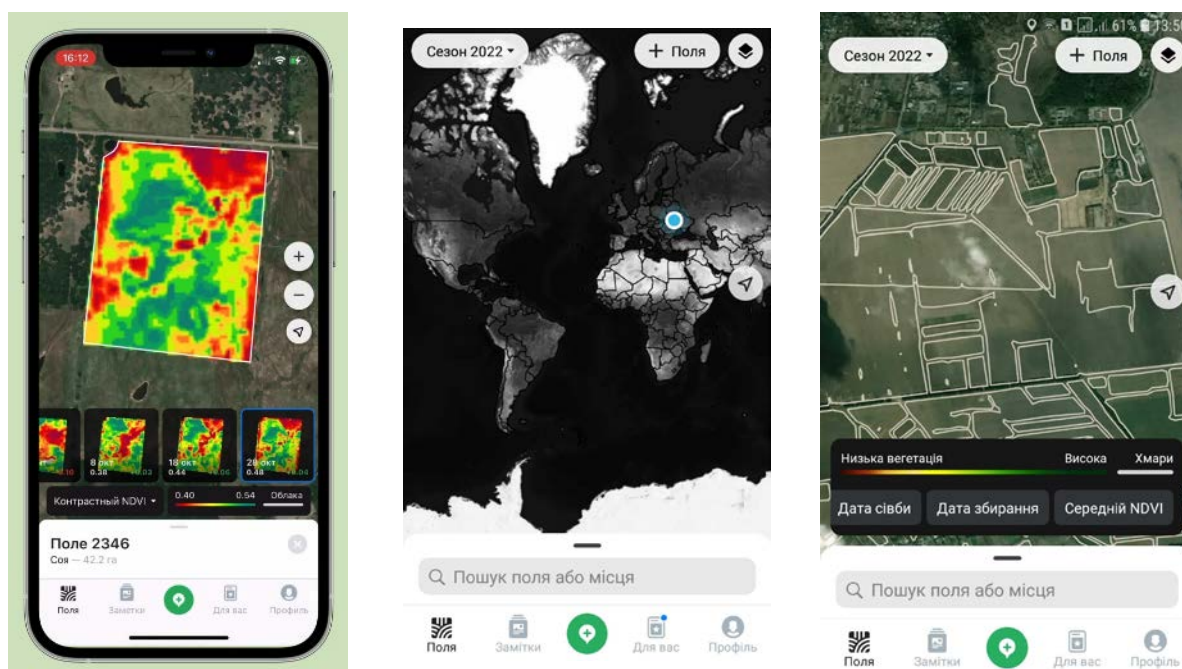 16:12
8 окт
0.38
18 окт
0.44
28 окт
0.48
Контрастный NDVI
0.40
0.54
Облака
Поле 2346
Соя — 42.2 га
Поля
Заметки
Для вас
Профиль
Сезон 2022
+ Поля
Пошук поля або місця
Поля
Замітки
Для вас
Профіль
61% 13:50
Сезон 2022
+ Поля
Низька вегетація
Висока
Хмари
Дата сівби
Дата збирання
Середній NDVI
Пошук поля або місця
Поля
Замітки
Для вас
Профіль